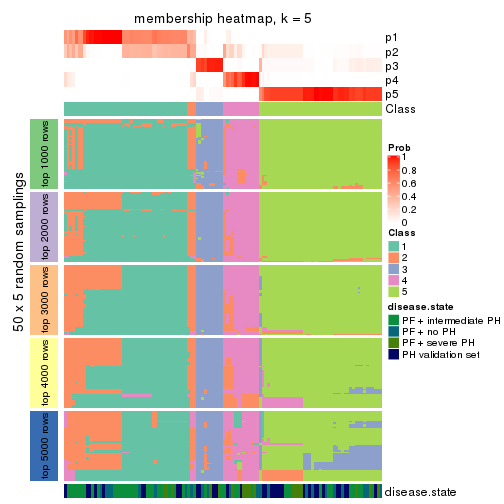 membership heatmap, k = 5
p1
p2
p3
p4
p5
Class
50 x 5 random samplings
top 1000 rows
top 2000 rows
top 3000 rows
top 4000 rows
top 5000 rows
Prob
1
0.8
0.6
0.4
0.2
0
Class
1
2
3
4
5
disease.state
PF+ intermediate PH
PF+ no PH
PF+ severe PH
PH validation set
disease.state